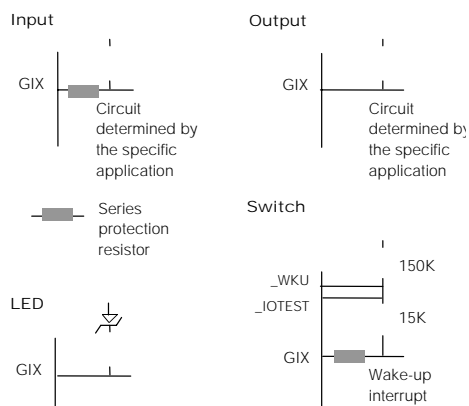 Input
GIX
Circuit
determined by
the specific
application
Series
protection
resistor
LED
GIX
Output
GIX
Circuit
determined by
the specific
application
Switch
_WKU
150K
_IOTEST
15K
GIX
Wake-up
interrupt